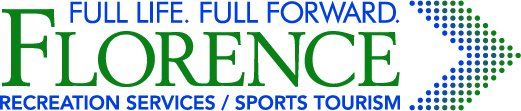 FULL LIFE. FULL FORWARD.
FLORENCE
RECREATION SERVICES / SPORTS TOURISM